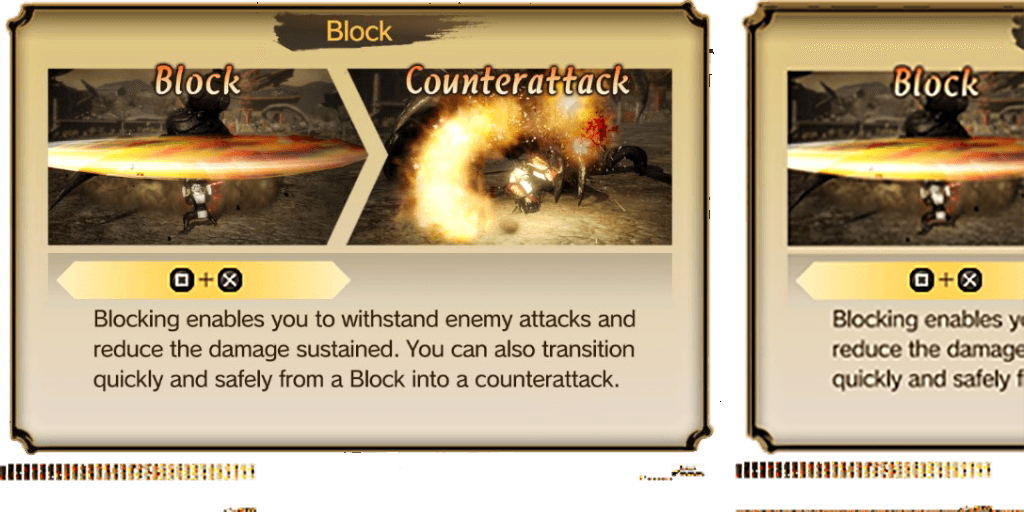 Block
Block
Counterattack
□ + ✕
Blocking enables you to withstand enemy attacks and
reduce the damage sustained. You can also transition
quickly and safely from a Block into a counterattack.
Block
□ + ✕
Blocking enables
reduce the damage
quickly and safely